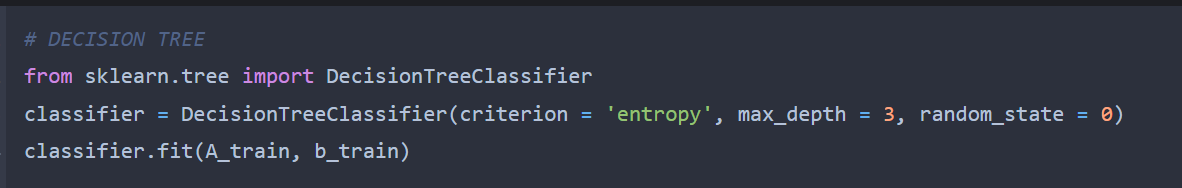 # DECISION TREE
from sklearn.tree import DecisionTreeClassifier
classifier = DecisionTreeClassifier(criterion = 'entropy', max_depth = 3, random_state = 0)
classifier.fit(A_train, b_train)